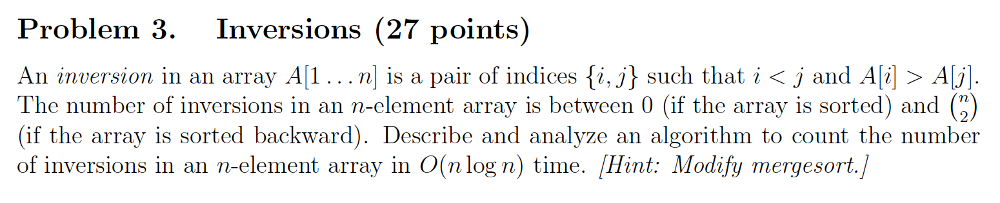 Problem 3. Inversions (27 points)
An inversion in an array A[1 . . . n] is a pair of indices {i, j} such that i < j and A[i] > A[j].
The number of inversions in an n-element array is between 0 (if the array is sorted) and (n 2)
(if the array is sorted backward). Describe and analyze an algorithm to count the number
of inversions in an n-element array in O(n log n) time. [Hint: Modify mergesort.]